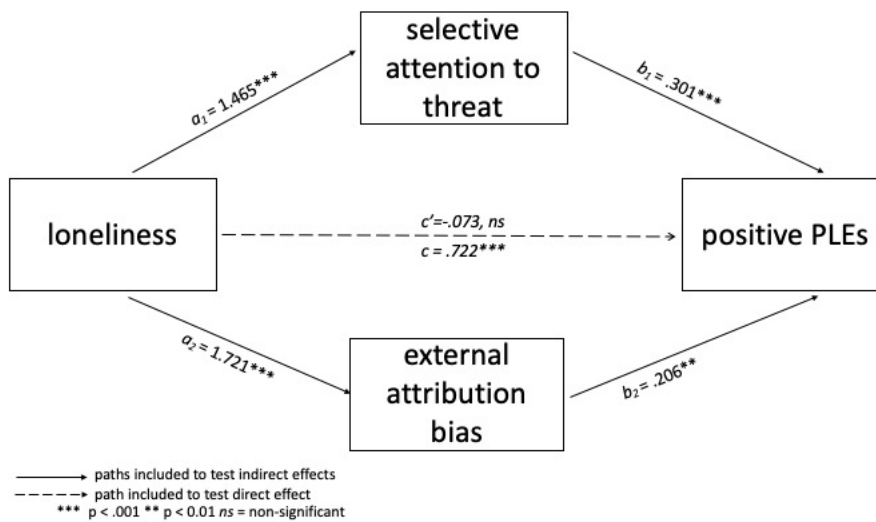 selective
attention to
threat
a₁ = 1.465***
b₁ = .301***
loneliness
c'=-.073, ns
c = .722***
positive PLEs
a₂ = 1.721***
b₂ = .206**
external
attribution
bias
paths included to test indirect effects
path included to test direct effect
*** p < .001 ** p < 0.01 ns = non-significant